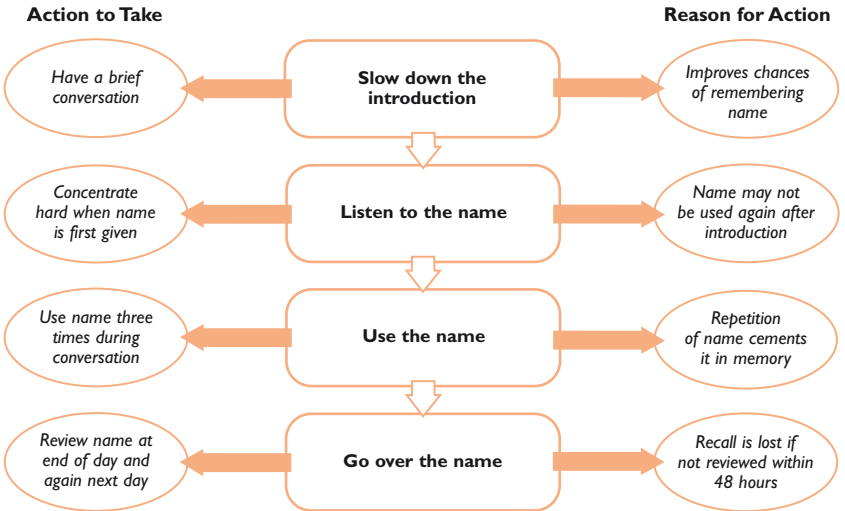 Action to Take
Reason for Action
Have a brief
conversation
Slow down the
introduction
Improves chances
of remembering
name
Concentrate
hard when name
is first given
Listen to the name
Name may not
be used again after
introduction
Use name three
times during
conversation
Use the name
Repetition
of name cements
it in memory
Review name at
end of day and
again next day
Go over the name
Recall is lost if
not reviewed within
48 hours